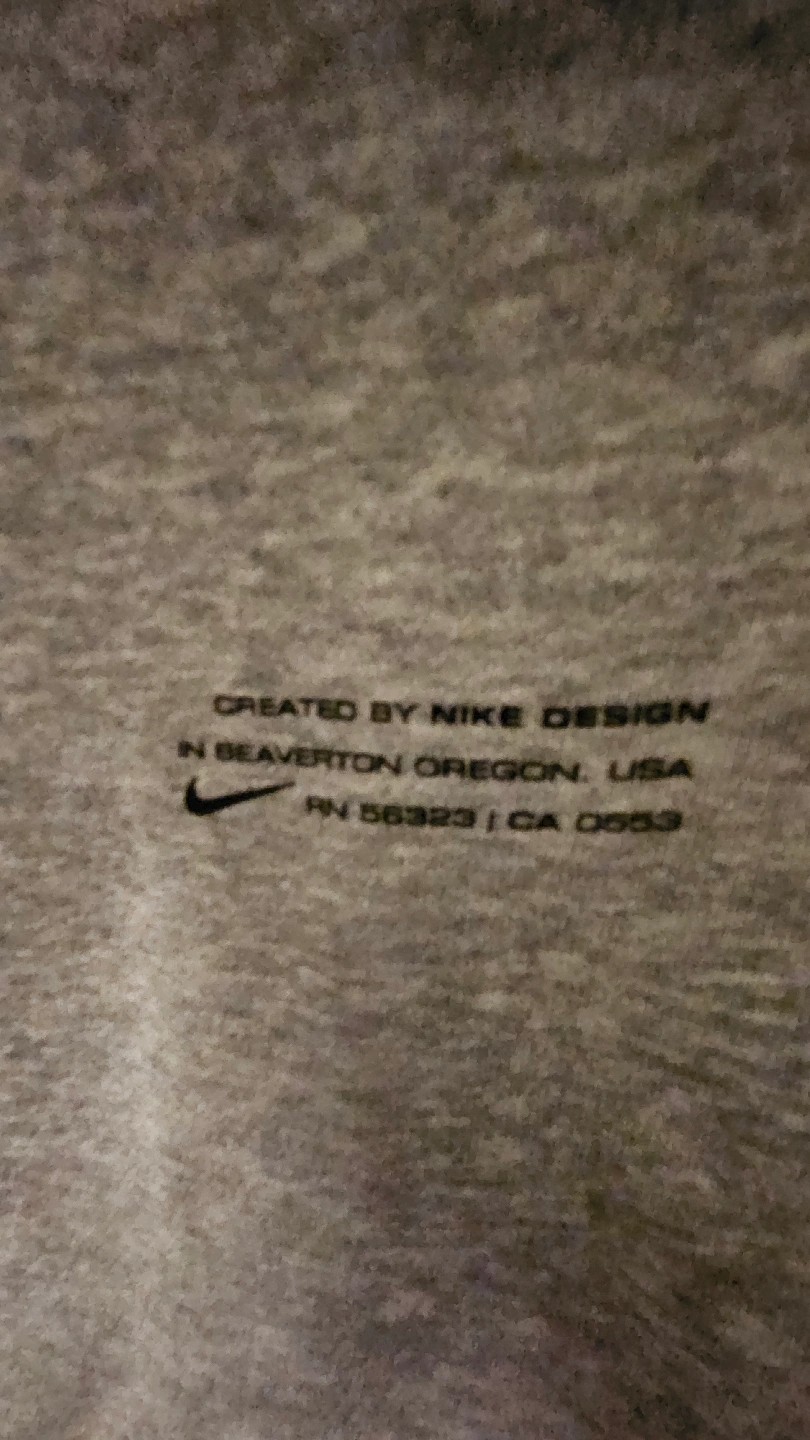 CREATED BY NIKE DESIGN
IN BEAVERTON OREGON. USA
RN 56323 | CA 0553